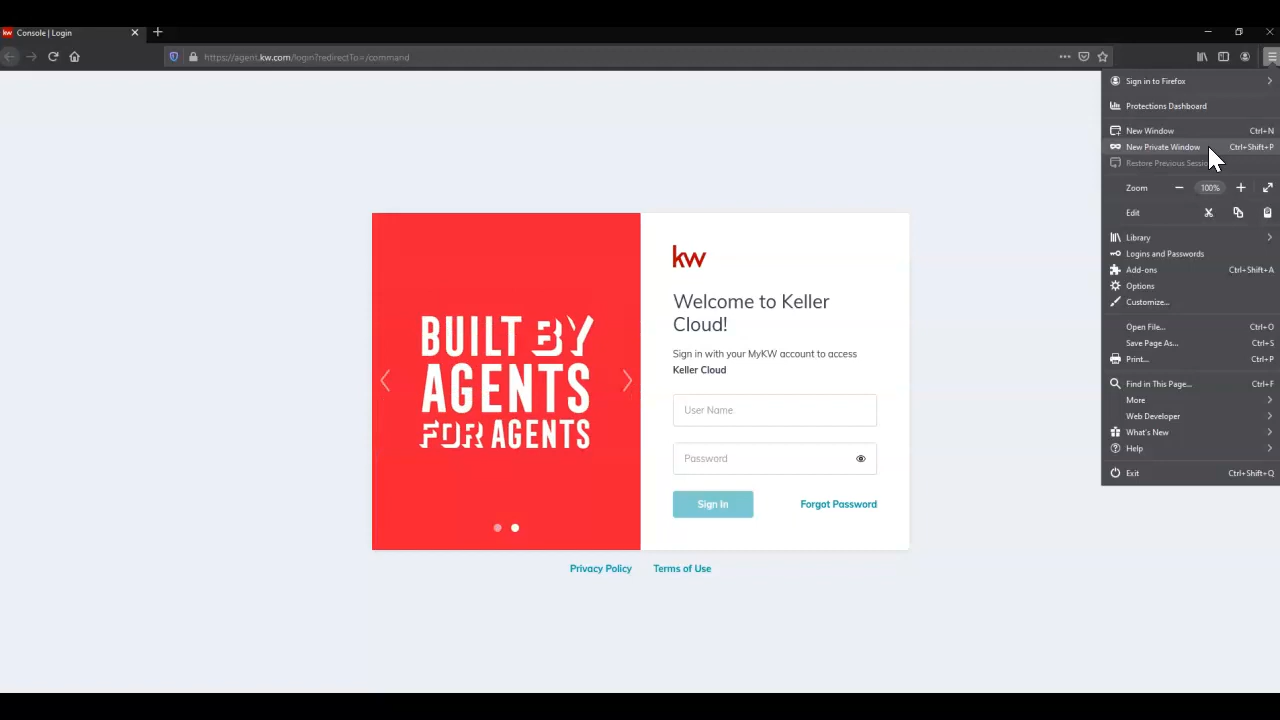 kw Console | Login
https://agent.kw.com/login?redirectTo=/command
Sign in to Firefox
Protections Dashboard
New Window Ctrl+N
New Private Window Ctrl+Shift+P
Restore Previous Sessio
Zoom 100%
Edit
Library
Logins and Passwords
Add-ons Ctrl+Shift+A
Options
Customize...
Open File... Ctrl+O
Save Page As... Ctrl+S
Print... Ctrl+P
Find in This Page... Ctrl+F
More
Web Developer
What's New
Help
Exit Ctrl+Shift+Q
BUILT BY
AGENTS
FOR AGENTS
kw
Welcome to Keller
Cloud!
Sign in with your MyKW account to access
Keller Cloud
User Name
Password
Sign In Forgot Password
Privacy Policy Terms of Use